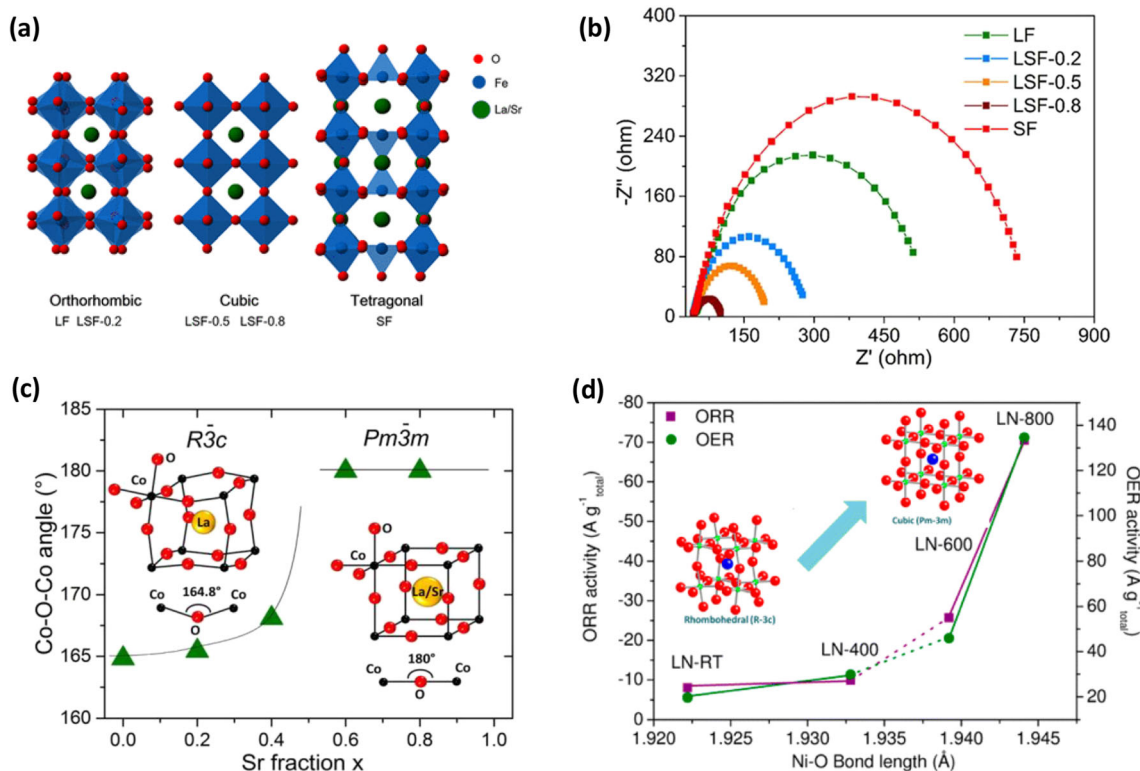 (a)
O
Fe
La/Sr
Orthorhombic
LF LSF-0.2
Cubic
LSF-0.5 LSF-0.8
Tetragonal
SF
(b)
400
300
240
160
80
0
-Z'' (ohm)
150 300 450 600 750 900
Z' (ohm)
LF
LSF-0.2
LSF-0.5
LSF-0.8
SF
(c)
185
180
175
170
165
160
Co-O-Co angle (°)
0.0 0.2 0.4 0.6 0.8 1.0
Sr fraction x
R3̄c
O
Co
La
164.8°
Co Co
O
Pm3̄m
O
Co
La/Sr
180°
Co Co
O
(d)
-80
-70
-60
-50
-40
-30
-20
-10
0
ORR activity (A g⁻¹total)
ORR
OER
LN-RT
LN-400
LN-600
LN-800
Rhombohedral (R-3c)
Cubic (Pm-3m)
140
120
100
80
60
40
20
OER activity (A g⁻¹total)
1.920 1.925 1.930 1.935 1.940 1.945
Ni-O Bond length (Å)